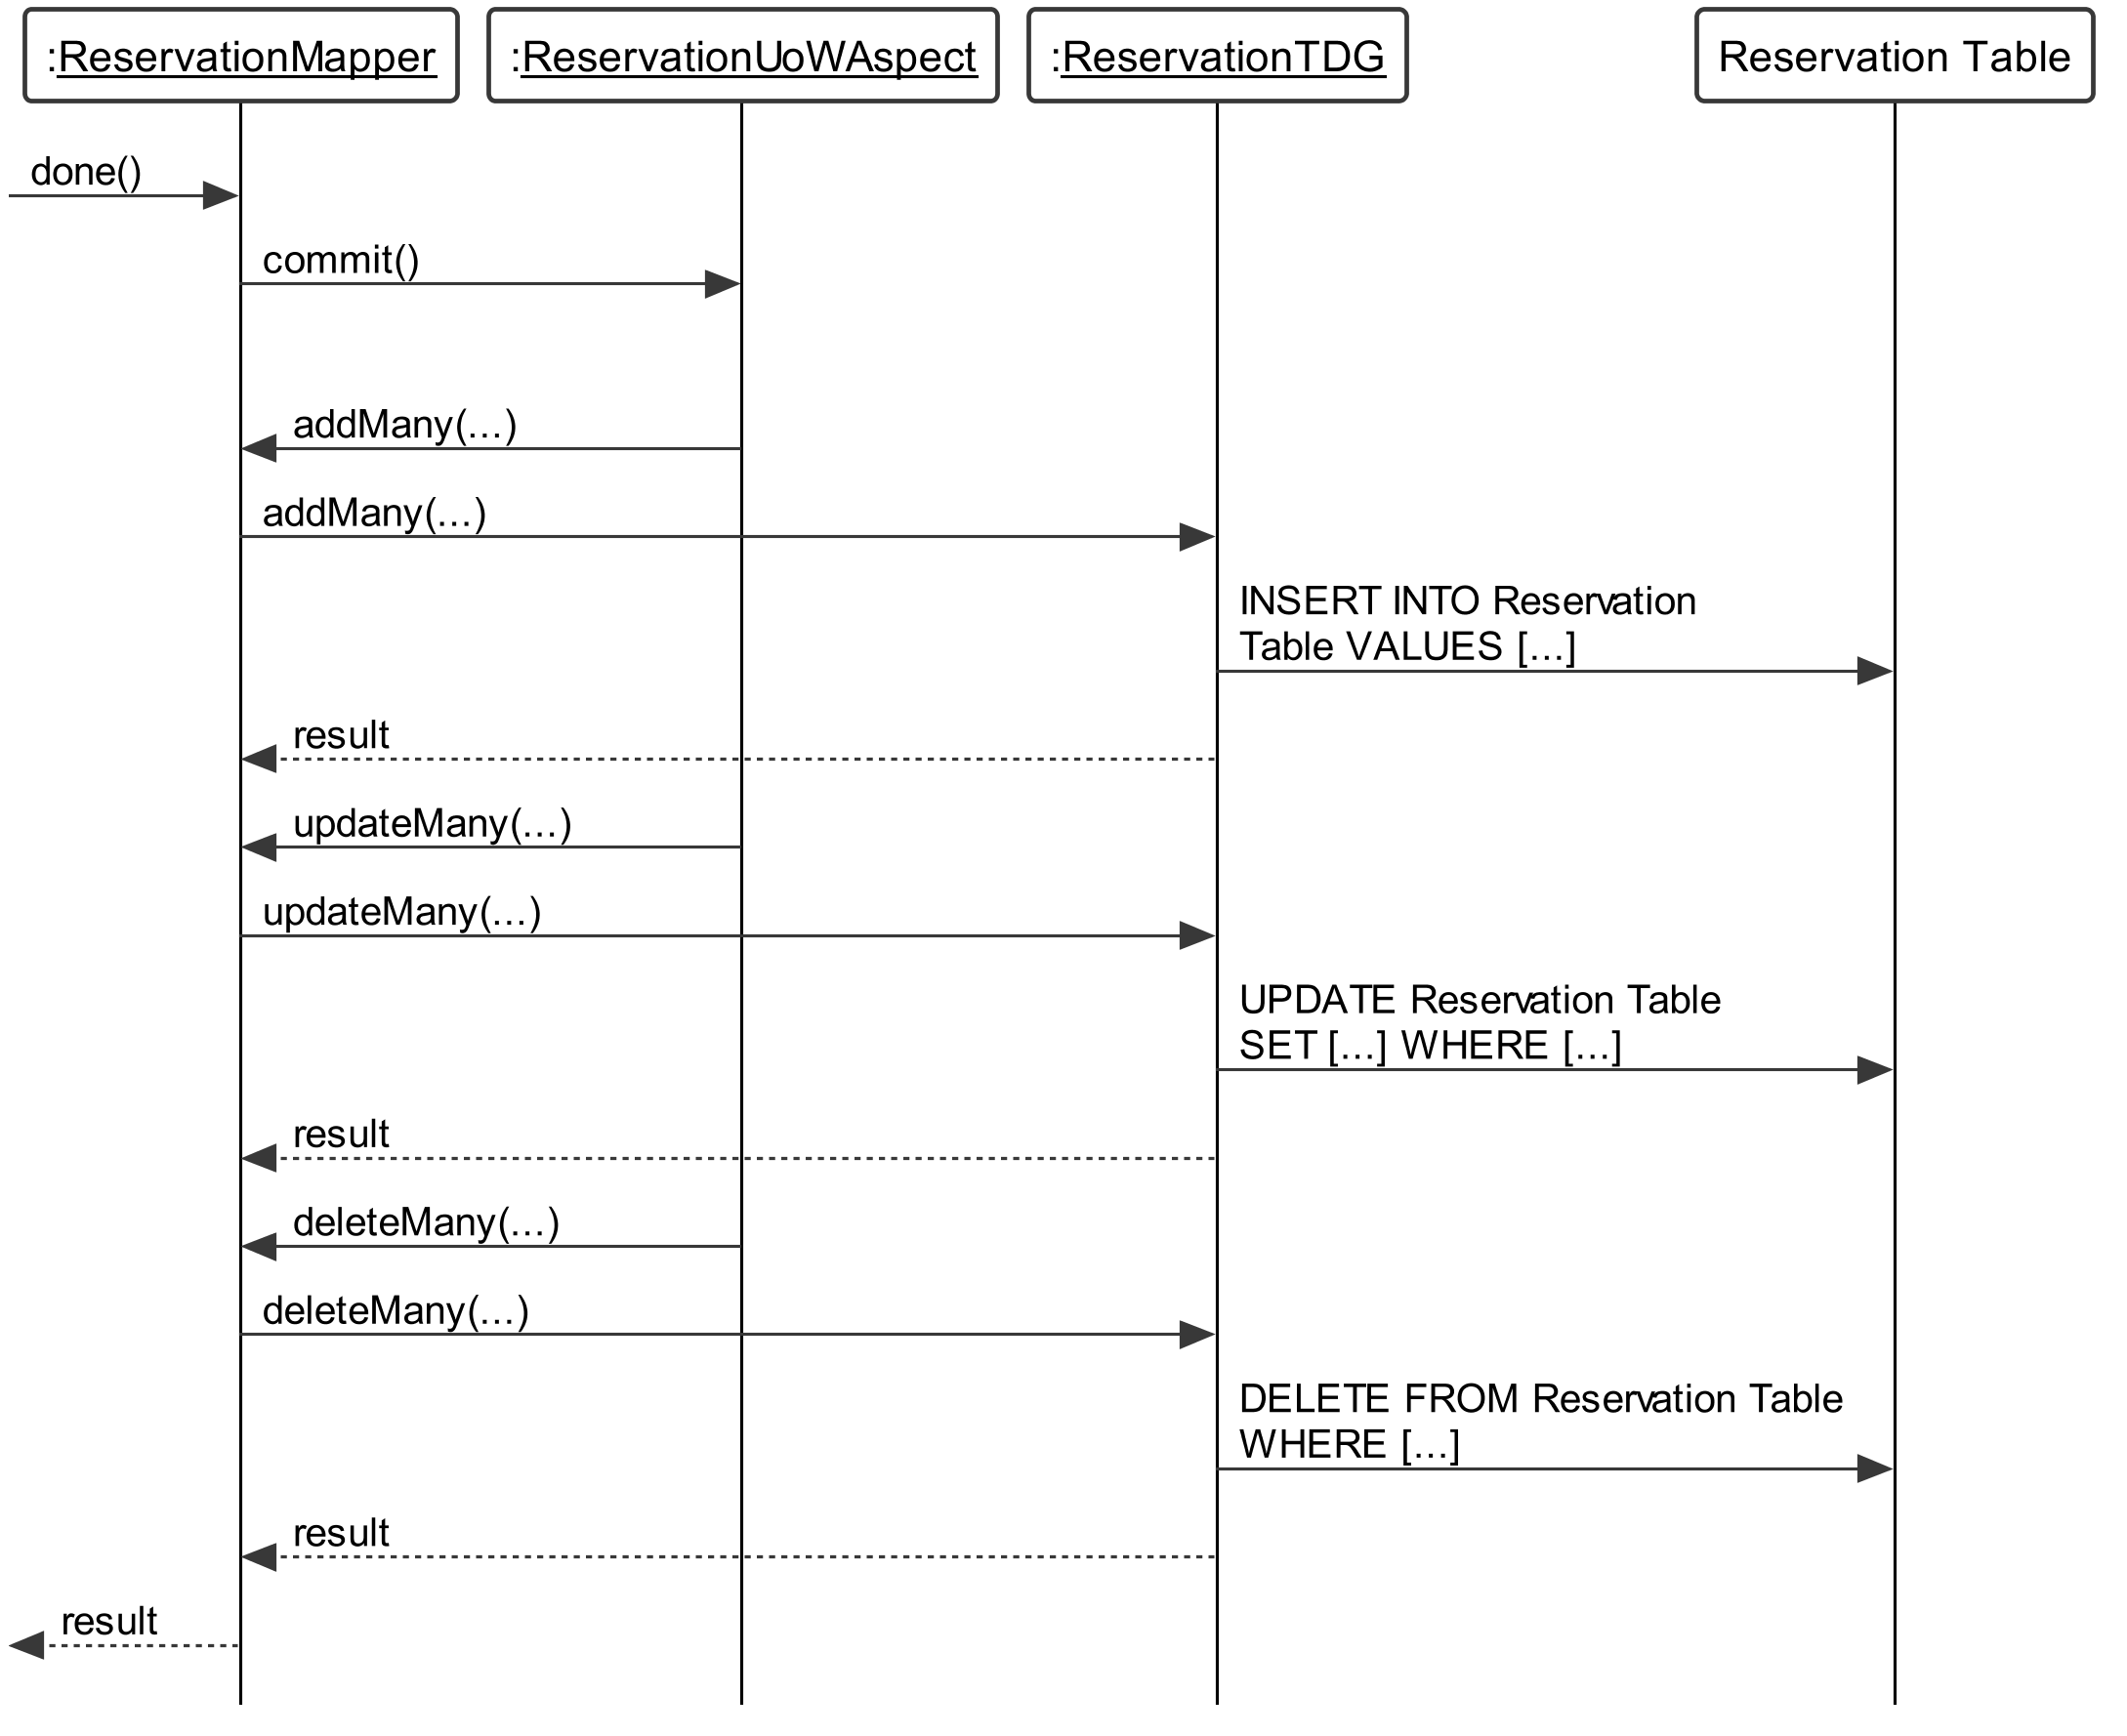 :ReservationMapper
:ReservationUoWAspect
:ReservationTDG
Reservation Table
done()
commit()
addMany(...)
addMany(...)
INSERT INTO Reservation
Table VALUES [...]
result
updateMany(...)
updateMany(...)
UPDATE Reservation Table
SET [...] WHERE [...]
result
deleteMany(...)
deleteMany(...)
DELETE FROM Reservation Table
WHERE [...]
result
result